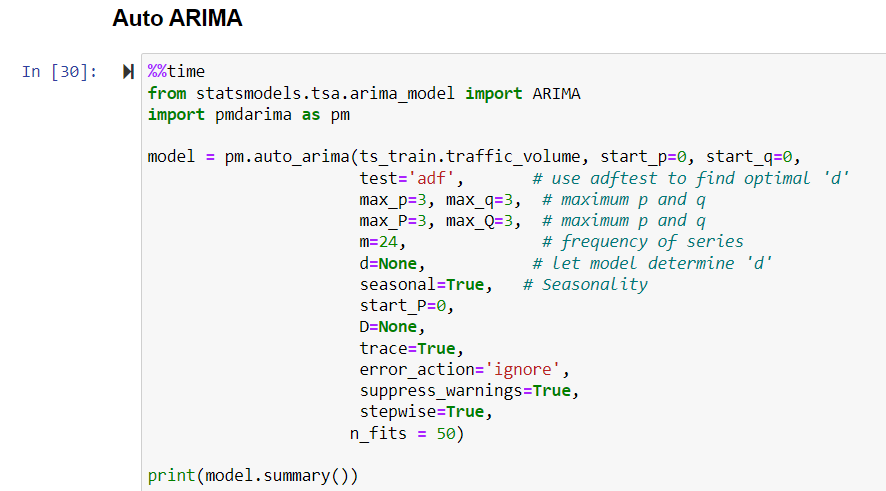 Auto ARIMA
In [30]: %%time
from statsmodels.tsa.arima_model import ARIMA
import pmdarima as pm
model = pm.auto_arima(ts_train.traffic_volume, start_p=0, start_q=0,
test='adf', # use adftest to find optimal 'd'
max_p=3, max_q=3, # maximum p and q
max_P=3, max_Q=3, # maximum p and q
m=24, # frequency of series
d=None, # let model determine 'd'
seasonal=True, # Seasonality
start_P=0,
D=None,
trace=True,
error_action='ignore',
suppress_warnings=True,
stepwise=True,
n_fits = 50)
print(model.summary())